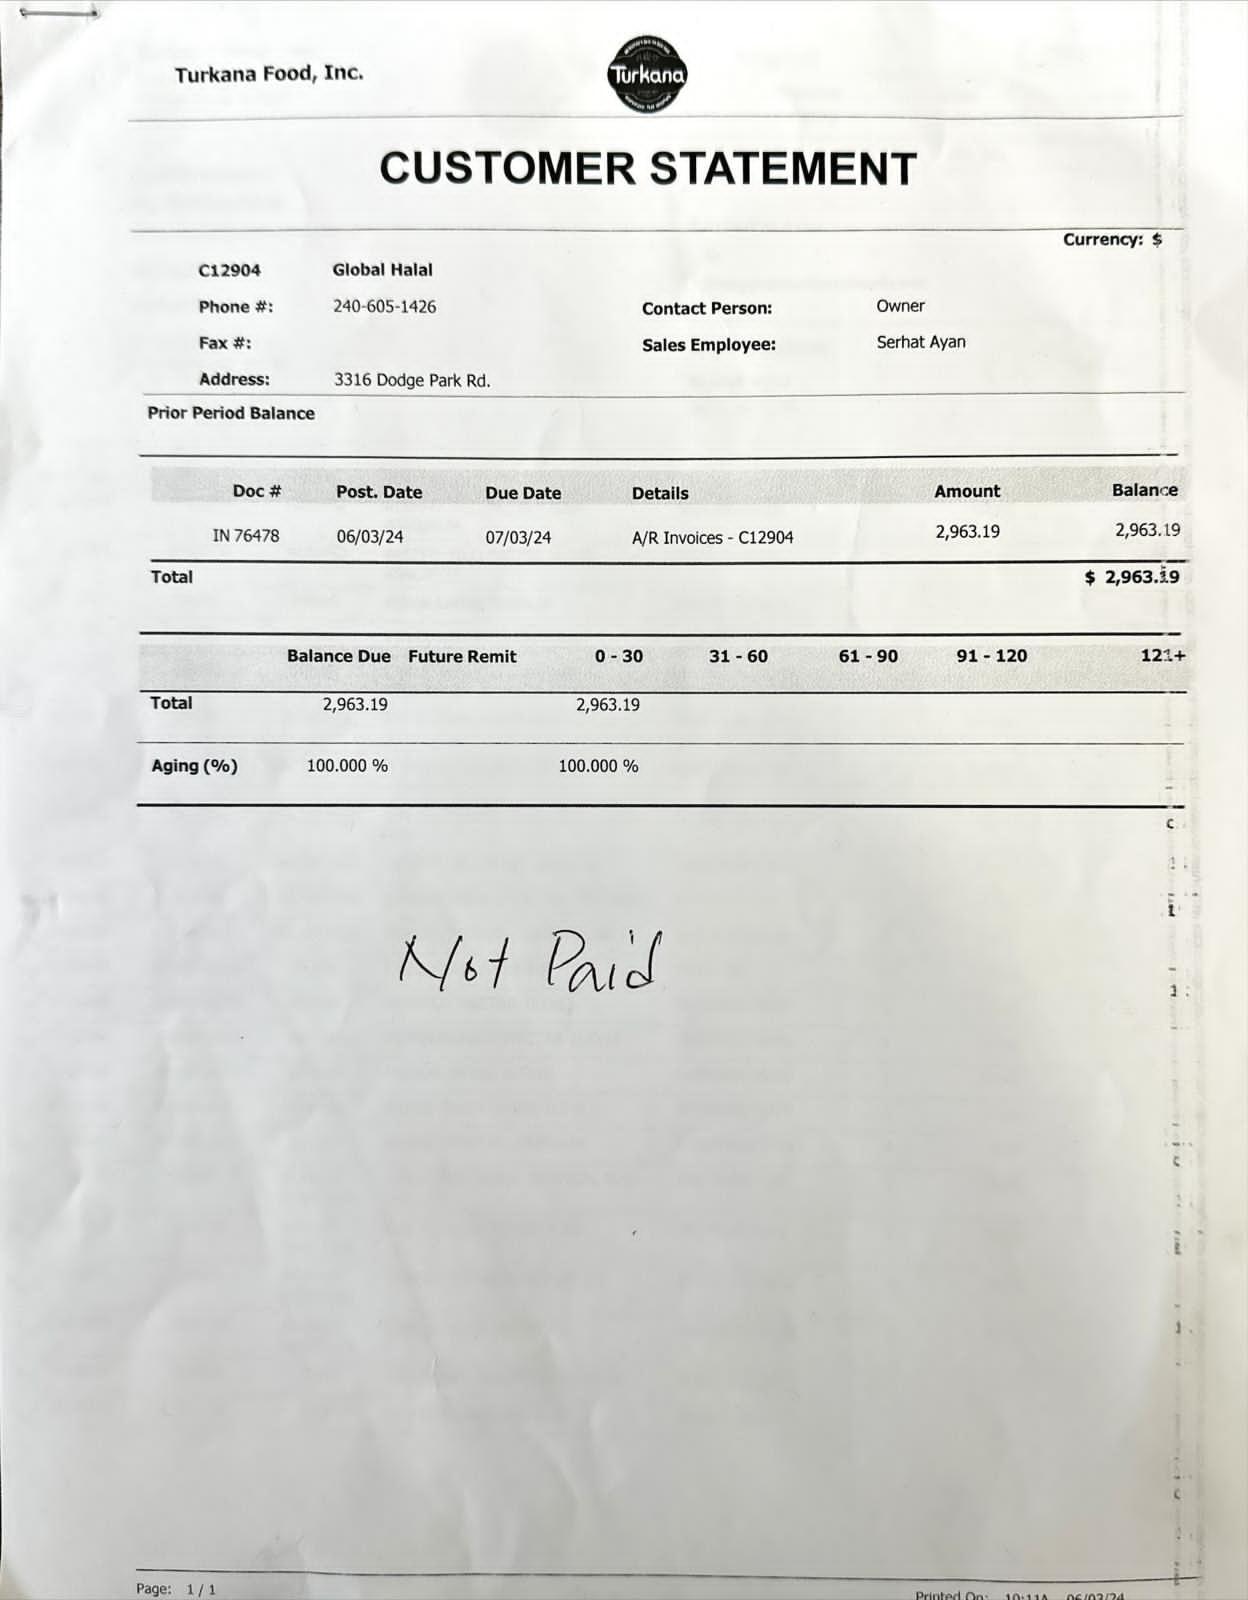 Turkana Food, Inc.
Turkana
CUSTOMER STATEMENT
Currency: $
C12904 Global Halal
Phone #: 240-605-1426 Contact Person: Owner
Fax #: Sales Employee: Serhat Ayan
Address: 3316 Dodge Park Rd.
Prior Period Balance
Doc # Post. Date Due Date Details Amount Balance
IN 76478 06/03/24 07/03/24 A/R Invoices - C12904 2,963.19 2,963.19
Total $ 2,963.19
Balance Due Future Remit 0 - 30 31 - 60 61 - 90 91 - 120 121+
Total 2,963.19 2,963.19
Aging (%) 100.000 % 100.000 %
Not Paid
Page: 1 / 1 Printed On: 10:11A 06/03/24